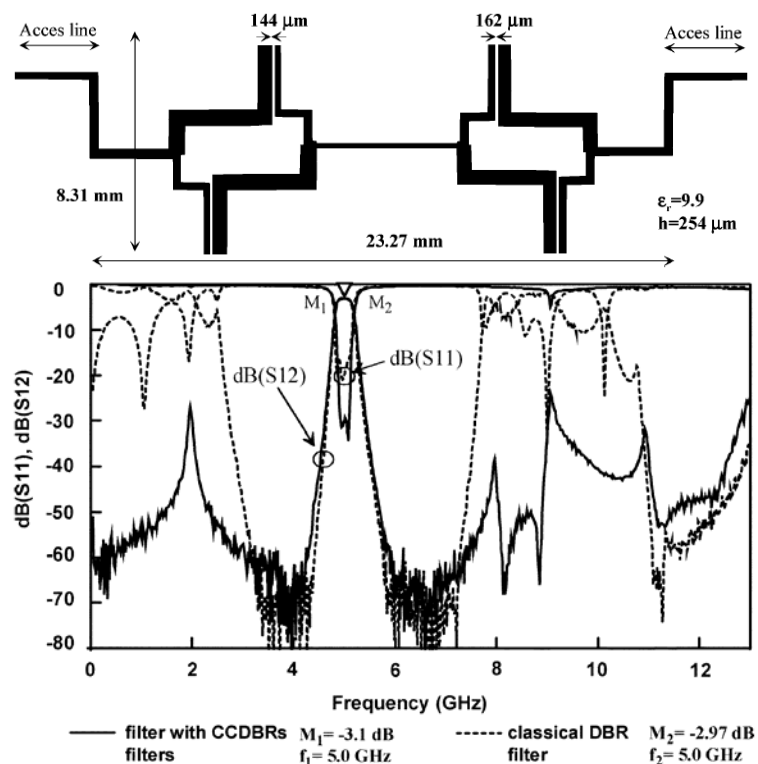 Acces line
144 μm
162 μm
Acces line
8.31 mm
εr=9.9
h=254 μm
23.27 mm
0
-10
-20
-30
-40
-50
-60
-70
-80
dB(S11), dB(S12)
M1
M2
dB(S11)
dB(S12)
0
2
4
6
8
10
12
Frequency (GHz)
filter with CCDBRs
filters
M1= -3.1 dB
f1= 5.0 GHz
classical DBR
filter
M2= -2.97 dB
f2= 5.0 GHz